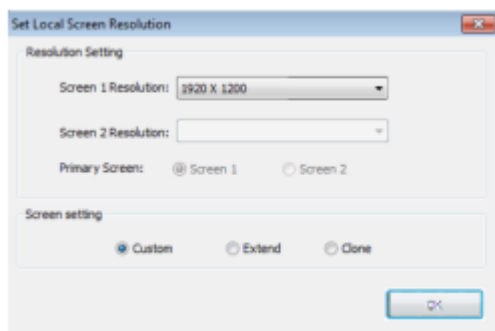 Set Local Screen Resolution
Resolution Setting
Screen 1 Resolution: 1920 X 1200
Screen 2 Resolution:
Primary Screen: Screen 1 Screen 2
Screen setting
Custom Extend Clone
OK